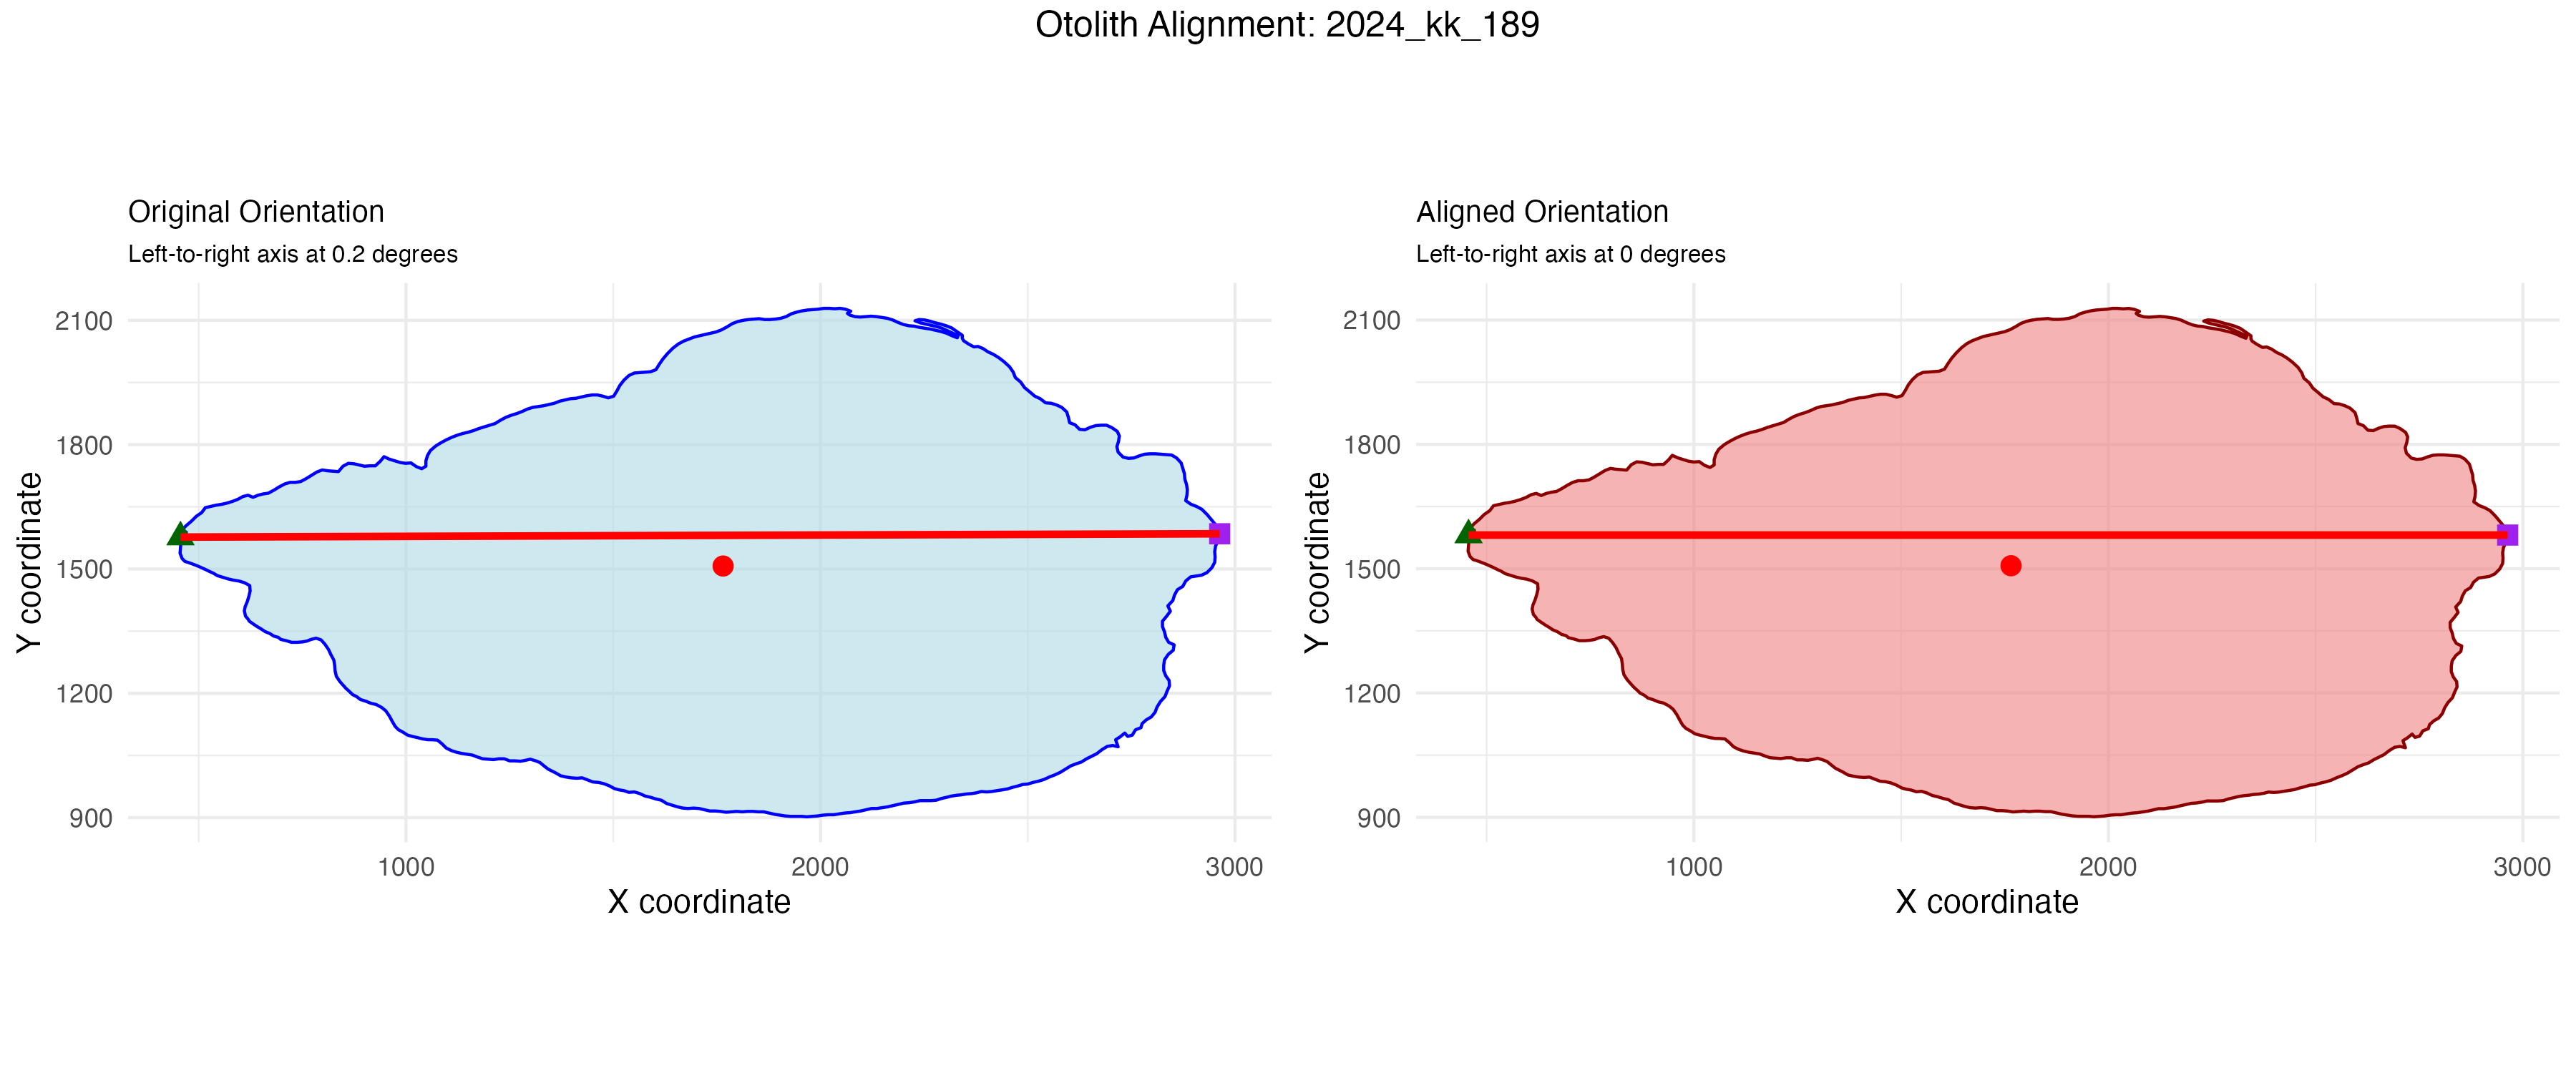 Otolith Alignment: 2024_kk_189
Original Orientation
Left-to-right axis at 0.2 degrees
2100
1800
1500
1200
900
Y coordinate
1000
2000
3000
X coordinate
Aligned Orientation
Left-to-right axis at 0 degrees
2100
1800
1500
1200
900
Y coordinate
1000
2000
3000
X coordinate